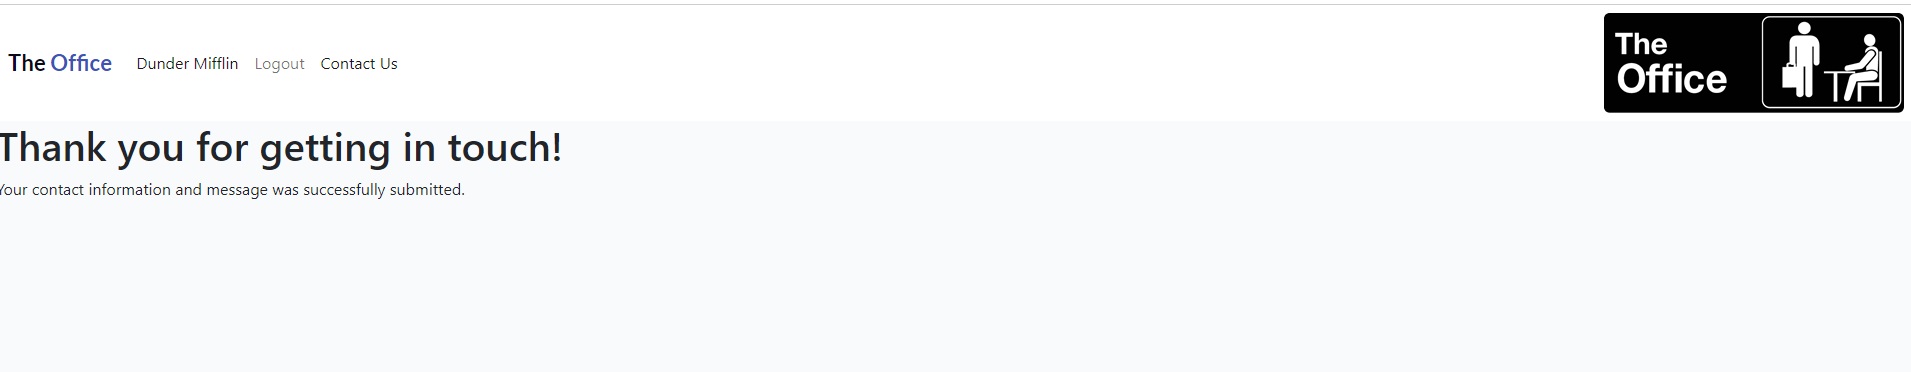 The Office Dunder Mifflin Logout Contact Us
The
Office
Thank you for getting in touch!
Your contact information and message was successfully submitted.